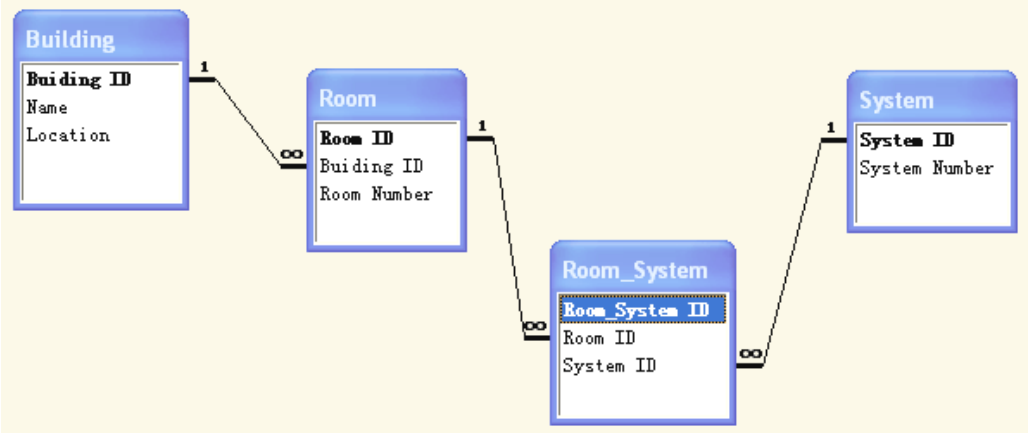 Building
Buiding ID
Name
Location
1
∞
Room
Room ID
Buiding ID
Room Number
1
∞
Room_System
Room_System ID
Room ID
System ID
∞
1
System
System ID
System Number